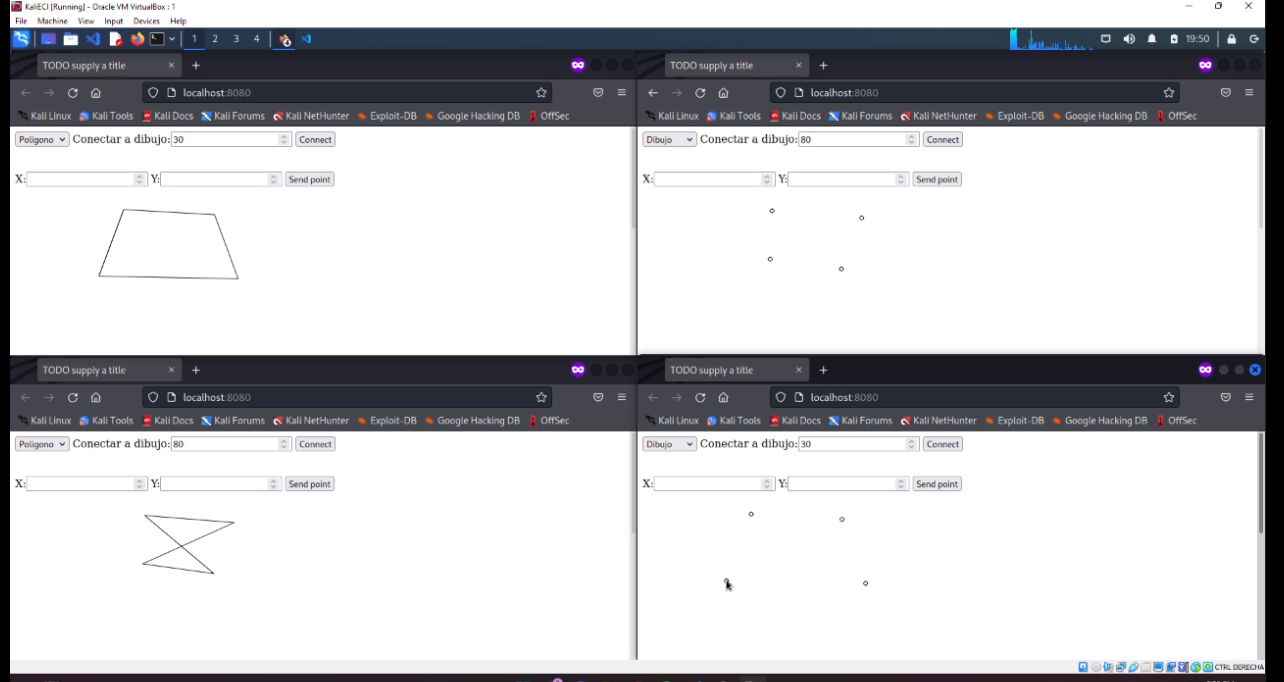 KaliECI [Running] - Oracle VM VirtualBox : 1
File Machine View Input Devices Help
1 2 3 4 19:50
TODO supply a title
localhost:8080
Kali Linux Kali Tools Kali Docs Kali Forums Kali NetHunter Exploit-DB Google Hacking DB OffSec
Poligono Conectar a dibujo: 30 Connect
X: Y: Send point
TODO supply a title
localhost:8080
Kali Linux Kali Tools Kali Docs Kali Forums Kali NetHunter Exploit-DB Google Hacking DB OffSec
Dibujo Conectar a dibujo: 80 Connect
X: Y: Send point
TODO supply a title
localhost:8080
Kali Linux Kali Tools Kali Docs Kali Forums Kali NetHunter Exploit-DB Google Hacking DB OffSec
Poligono Conectar a dibujo: 80 Connect
X: Y: Send point
TODO supply a title
localhost:8080
Kali Linux Kali Tools Kali Docs Kali Forums Kali NetHunter Exploit-DB Google Hacking DB OffSec
Dibujo Conectar a dibujo: 30 Connect
X: Y: Send point
CTRL DERECHA